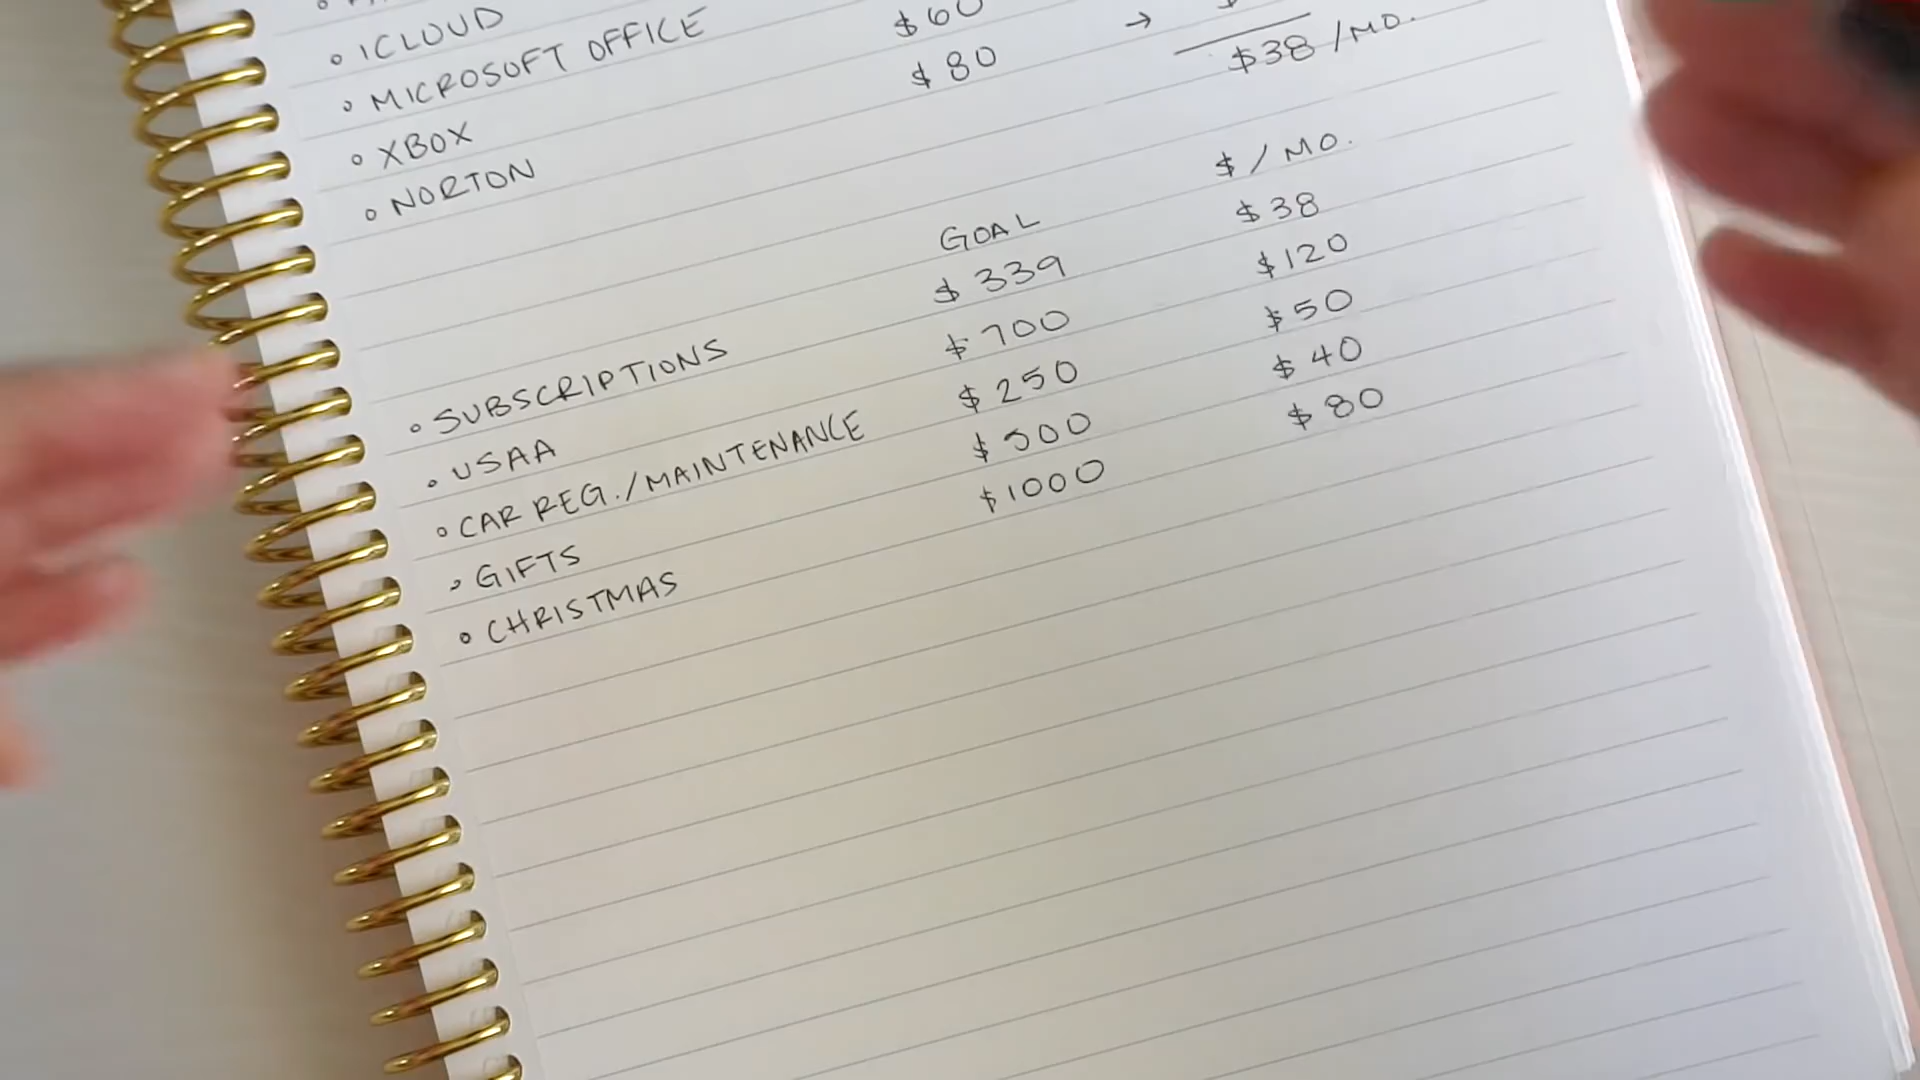 ICLOUD
MICROSOFT OFFICE
XBOX $60
NORTON $80 →
$38 /MO.
GOAL $ / MO.
SUBSCRIPTIONS $339 $38
USAA $700 $120
CAR REG./MAINTENANCE $250 $50
GIFTS $500 $40
CHRISTMAS $1000 $80